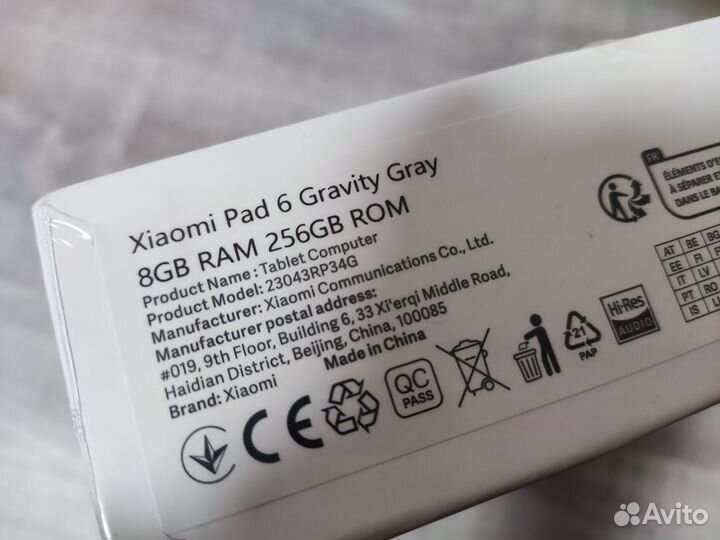 Xiaomi Pad 6 Gravity Gray
8GB RAM 256GB ROM
Product Name: Tablet Computer
Product Model: 23043RP34G
Manufacturer: Xiaomi Communications Co., Ltd.
Manufacturer postal address:
#019, 9th Floor, Building 6, 33 Xi'erqi Middle Road,
Haidian District, Beijing, China, 100085
Brand: Xiaomi
Made in China
CE
QC
PASS
21
PAP
Hi-Res
AUDIO
FR
ÉLÉMENTS D'E
À SÉPARER ET
DANS LE BA
AT BE BG
EE FI F
IT LV
PT RO
IS L
Avito